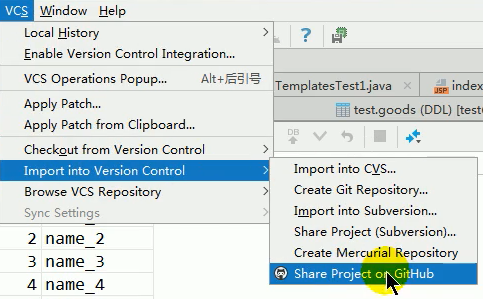 VCS Window Help
Local History
Enable Version Control Integration...
VCS Operations Popup... Alt+后引号
Apply Patch...
Apply Patch from Clipboard...
Checkout from Version Control
Import into Version Control
Browse VCS Repository
Sync Settings
TemplatesTest1.java
JSP index
test.goods (DDL) [test
DB
Import into CVS...
Create Git Repository...
Import into Subversion...
Share Project (Subversion)...
Create Mercurial Repository
Share Project on GitHub
2 name_2
3 name_3
4 name_4